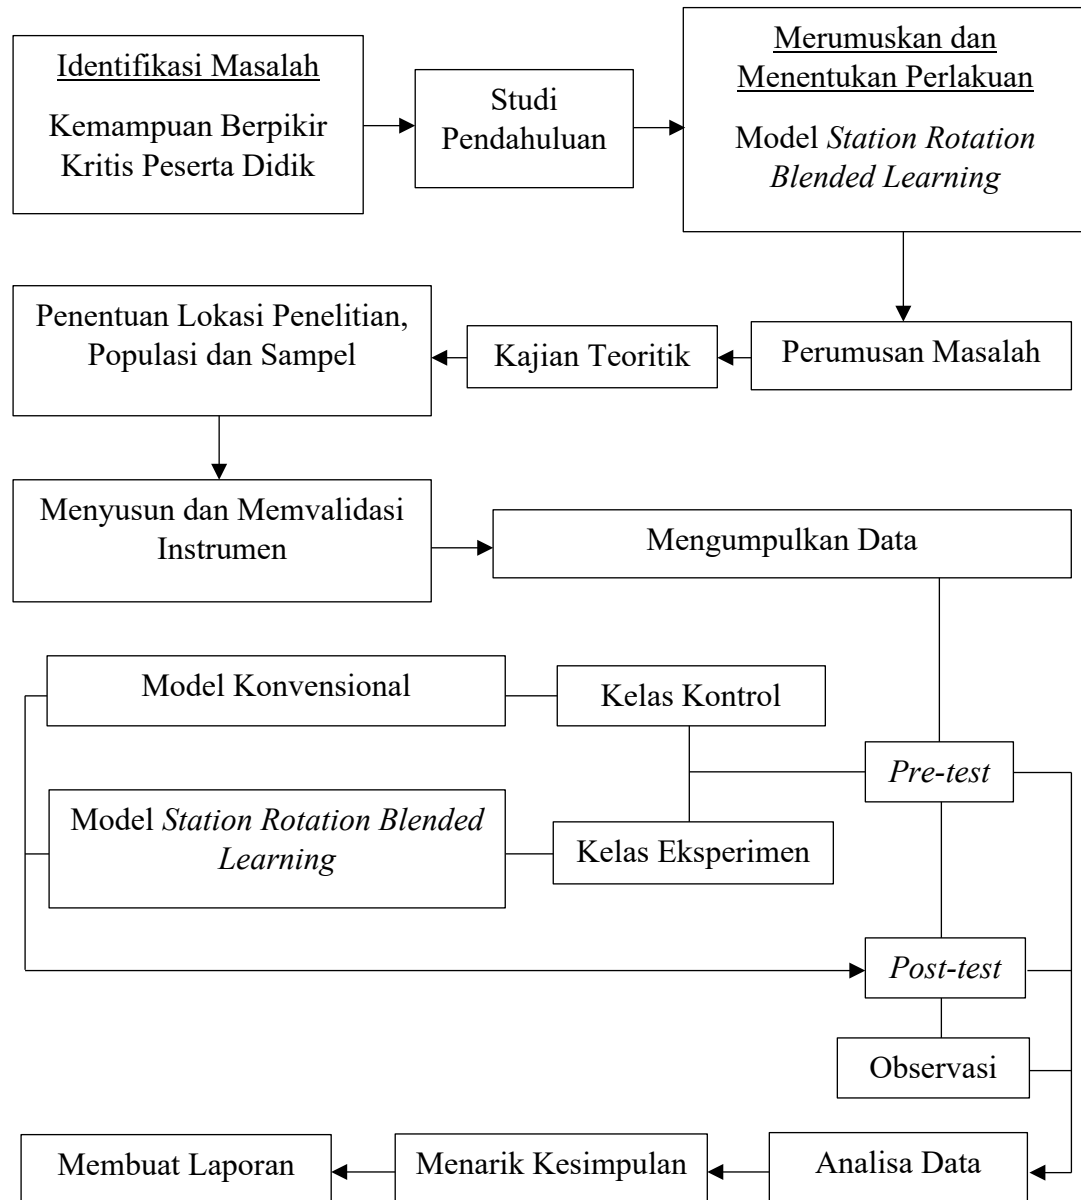 Identifikasi Masalah
Kemampuan Berpikir
Kritis Peserta Didik
Studi
Pendahuluan
Merumuskan dan
Menentukan Perlakuan
Model Station Rotation
Blended Learning
Perumusan Masalah
Kajian Teoritik
Penentuan Lokasi Penelitian,
Populasi dan Sampel
Menyusun dan Memvalidasi
Instrumen
Mengumpulkan Data
Model Konvensional
Kelas Kontrol
Pre-test
Model Station Rotation Blended
Learning
Kelas Eksperimen
Post-test
Observasi
Analisa Data
Menarik Kesimpulan
Membuat Laporan